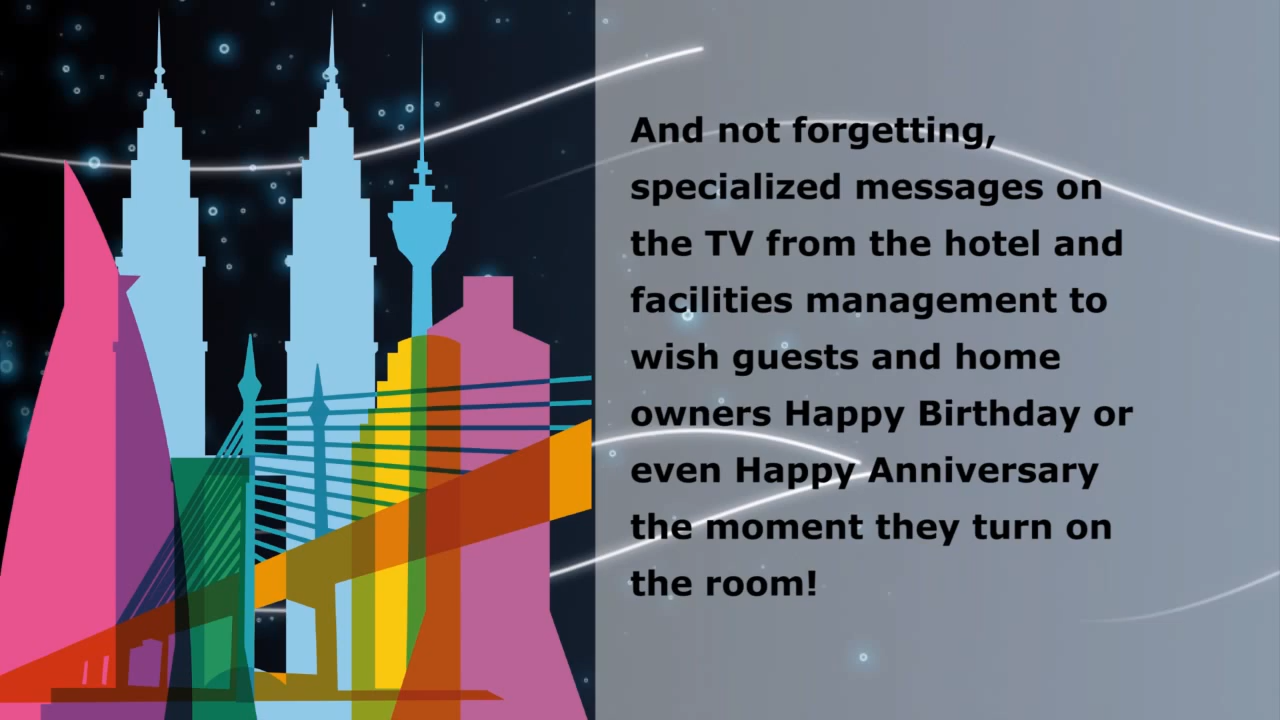 And not forgetting,
specialized messages on
the TV from the hotel and
facilities management to
wish guests and home
owners Happy Birthday or
even Happy Anniversary
the moment they turn on
the room!